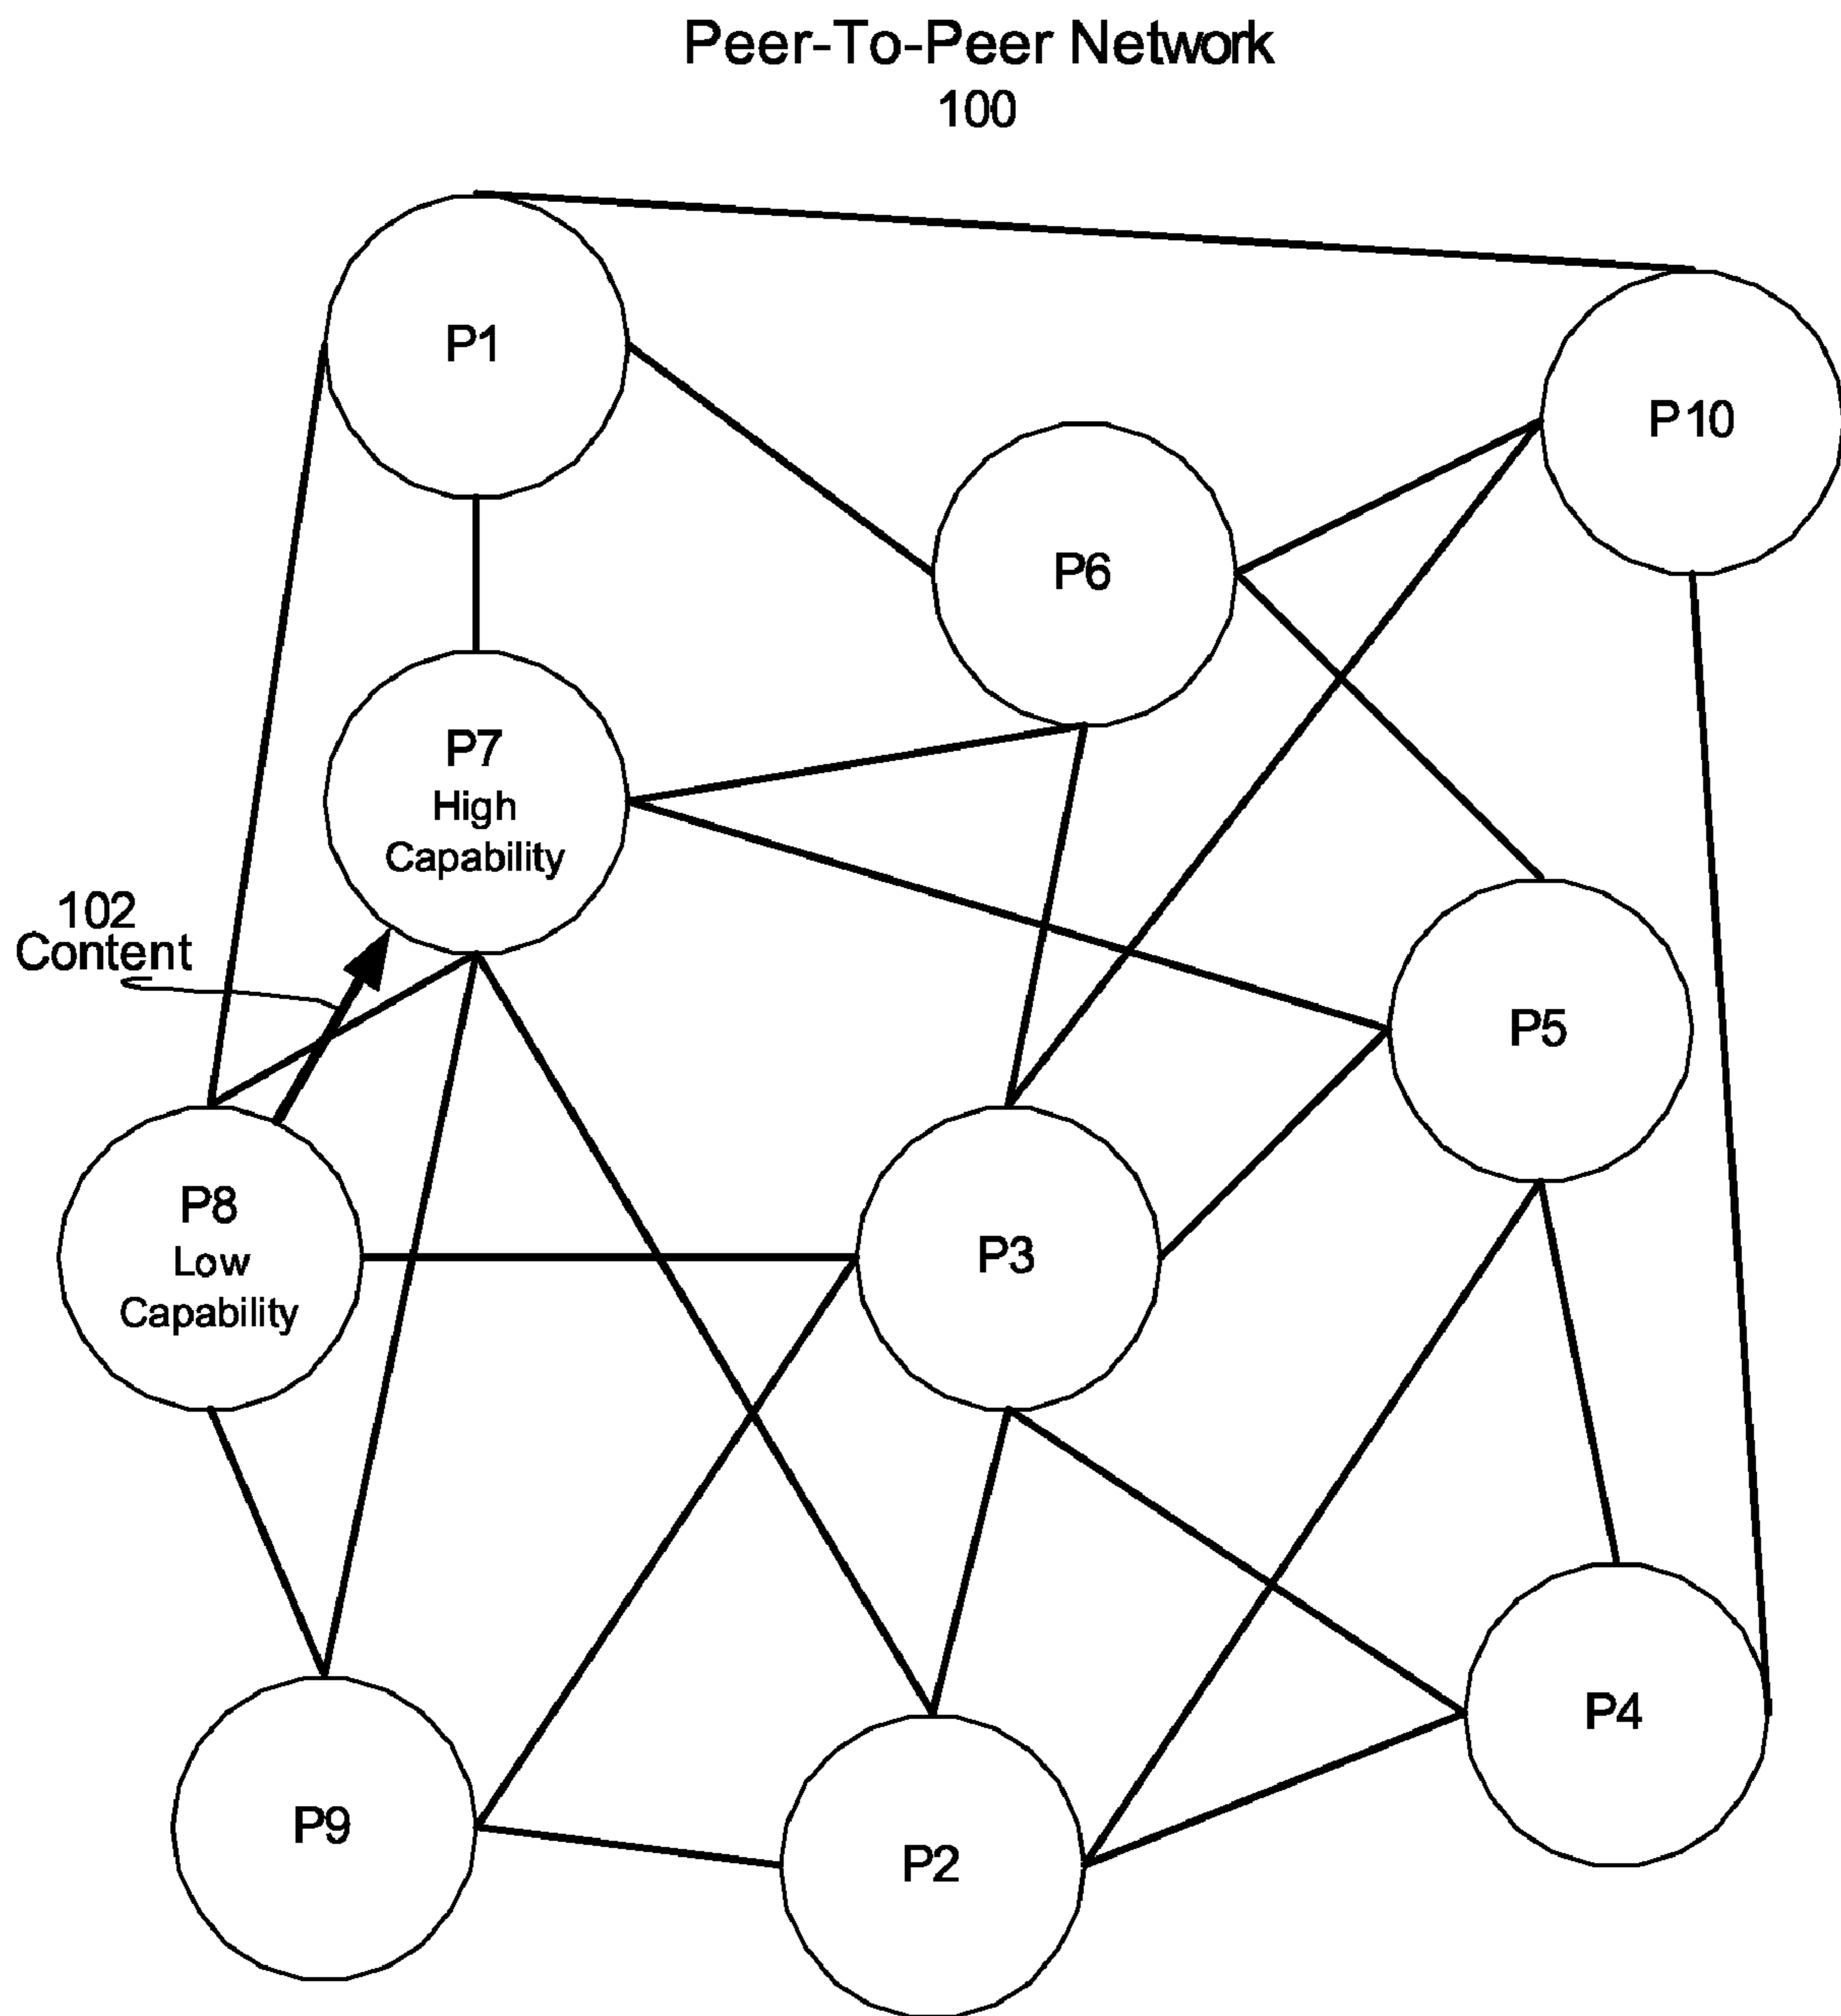 Peer-To-Peer Network
100
P1
P10
P6
P7
High
Capability
102
Content
P5
P8
Low
Capability
P3
P4
P9
P2